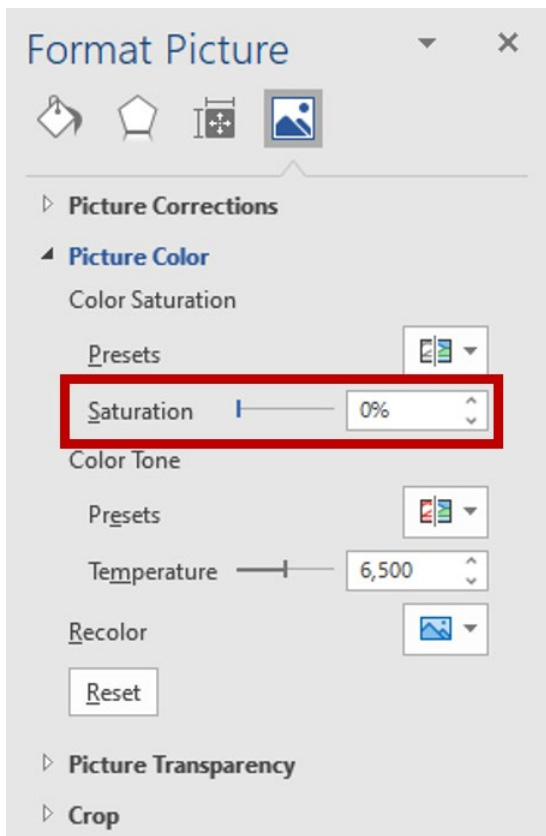 Format Picture
Picture Corrections
Picture Color
Color Saturation
Presets
Saturation 0%
Color Tone
Presets
Temperature 6,500
Recolor
Reset
Picture Transparency
Crop